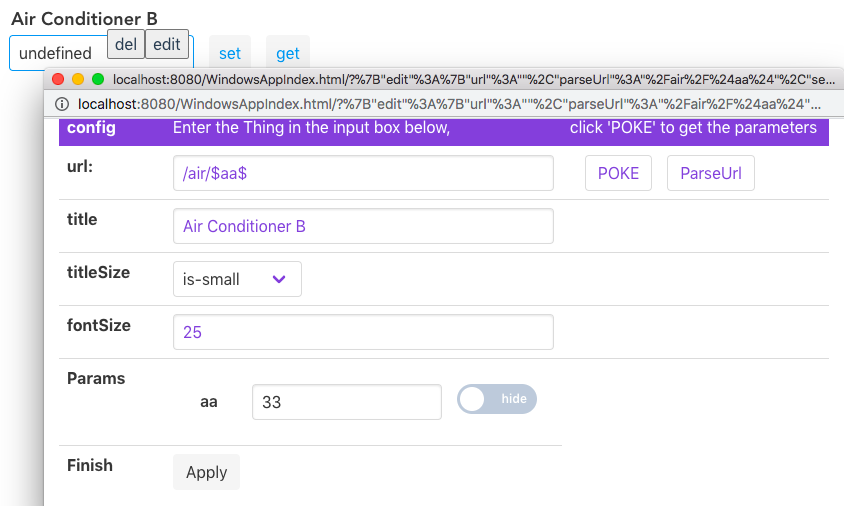 Air Conditioner B
undefined del edit set get
localhost:8080/WindowsAppIndex.html/?%7B"edit"%3A%7B"url"%3A""%2C"parseUrl"%3A"%2Fair%2F%24aa%24"%2C"se...
localhost:8080/WindowsAppIndex.html/?%7B"edit"%3A%7B"url"%3A""%2C"parseUrl"%3A"%2Fair%2F%24aa%24"...
config Enter the Thing in the input box below, click 'POKE' to get the parameters
url: /air/$aa$ POKE ParseUrl
title Air Conditioner B
titleSize is-small
fontSize 25
Params
aa 33 hide
Finish Apply